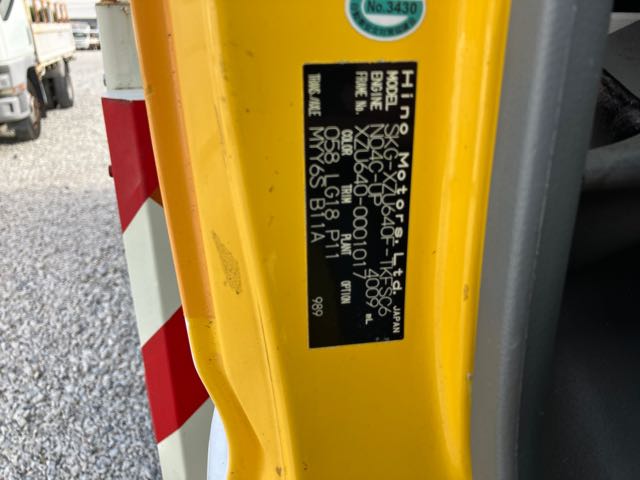 No.3430
Hino Motors, Ltd. JAPAN
MODEL SKG-XZU640F-TKFSC6
ENGINE N04C-UP 4009 mL
FRAME No. XZU640-0001017
COLOR TRIM PLANT OPTION
058 LG18 P11
TRANS/AXLE MYY6S B11A 989